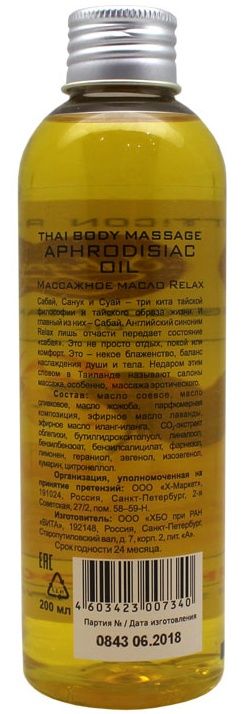 THAI BODY MASSAGE
APHRODISIAC
OIL
МАССАЖНОЕ МАСЛО RELAX
Сабай, Санук и Суай – три кита тайской
философии и тайского образа жизни. И
главный из них – Сабай. Английский синоним
Relax лишь отчасти передает состояние
«сабая». Это не просто отдых, покой или
комфорт. Это – некое блаженство, баланс
наслаждения души и тела. Недаром этим
словом в Таиланде называют салоны
массажа, особенно, массажа эротического.
Состав: масло соевое, масло
сливовое, масло жожоба, парфюмерная
композиция, эфирное масло лаванды,
эфирное масло иланг-иланга, CO₂-экстракт
облепихи, бутилгидрокситолуол, линалоол,
бензилбензоат, бензилсалицилат, фарнезол,
лимонен, гераниол, эвгенол, изоэвгенол,
кумарин, цитронеллол.
Организация, уполномоченная на
принятие претензий: ООО «Х-Маркет»,
191024, Россия, Санкт-Петербург, 2-я
Советская, 27/2, пом. 58–59-Н.
Изготовитель: ООО «ХБО при РАН
«ВИТА», 192148, Россия, Санкт-Петербург,
Старопутиловский вал, д. 7, корп. 2, лит. «А».
Срок годности 24 месяца.
EAC
200 мл
4 603423 007340
Партия № / Дата изготовления
0843 06.2018